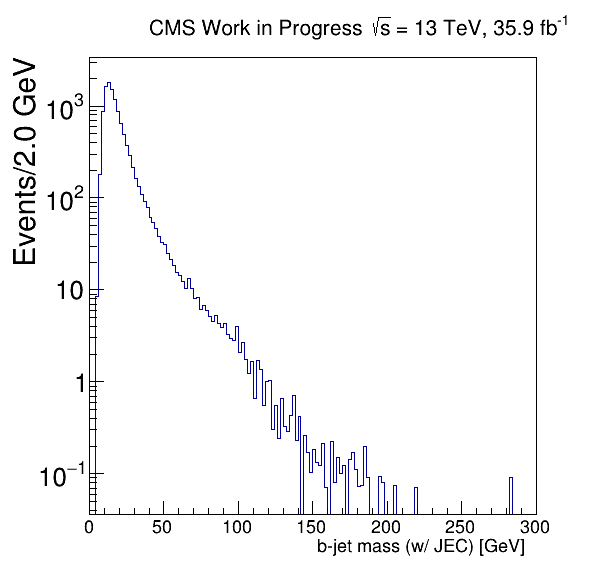 CMS Work in Progress √s = 13 TeV, 35.9 fb⁻¹
Events/2.0 GeV
10³
10²
10
1
10⁻¹
0 50 100 150 200 250 300
b-jet mass (w/ JEC) [GeV]